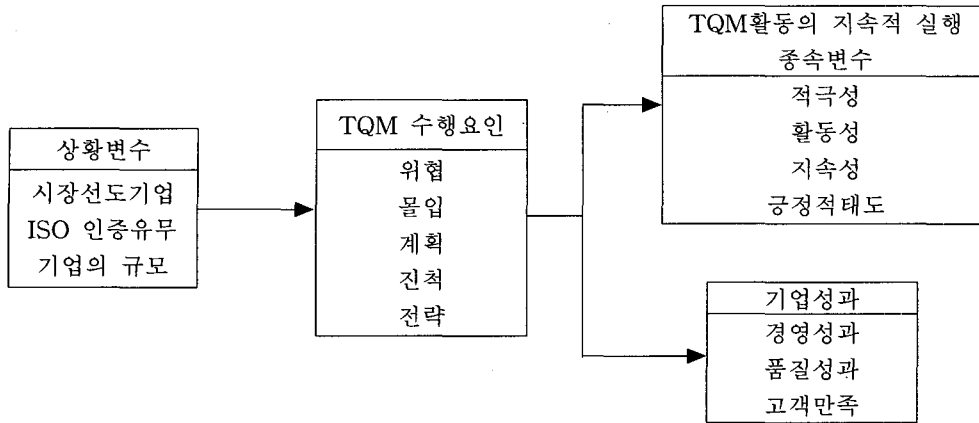 상황변수
시장선도기업
ISO 인증유무
기업의 규모
TQM 수행요인
위협
몰입
계획
진척
전략
TQM활동의 지속적 실행
종속변수
적극성
활동성
지속성
긍정적태도
기업성과
경영성과
품질성과
고객만족